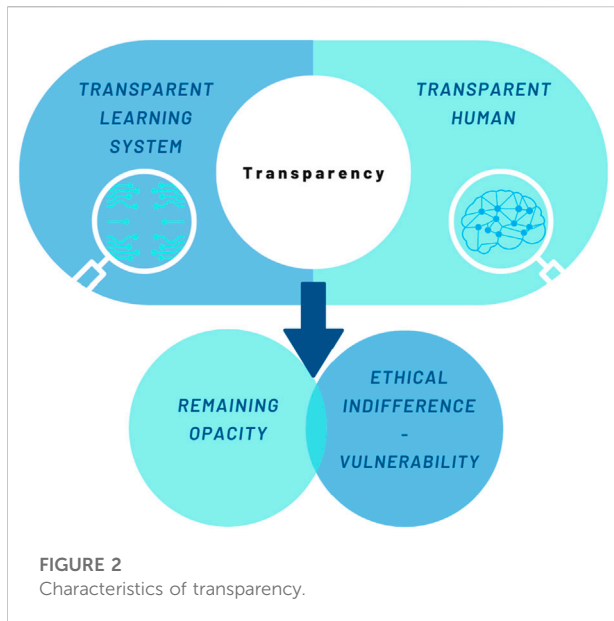 TRANSPARENT
LEARNING
SYSTEM
Transparency
TRANSPARENT
HUMAN
REMAINING
OPACITY
ETHICAL
INDIFFERENCE
-
VULNERABILITY
FIGURE 2
Characteristics of transparency.